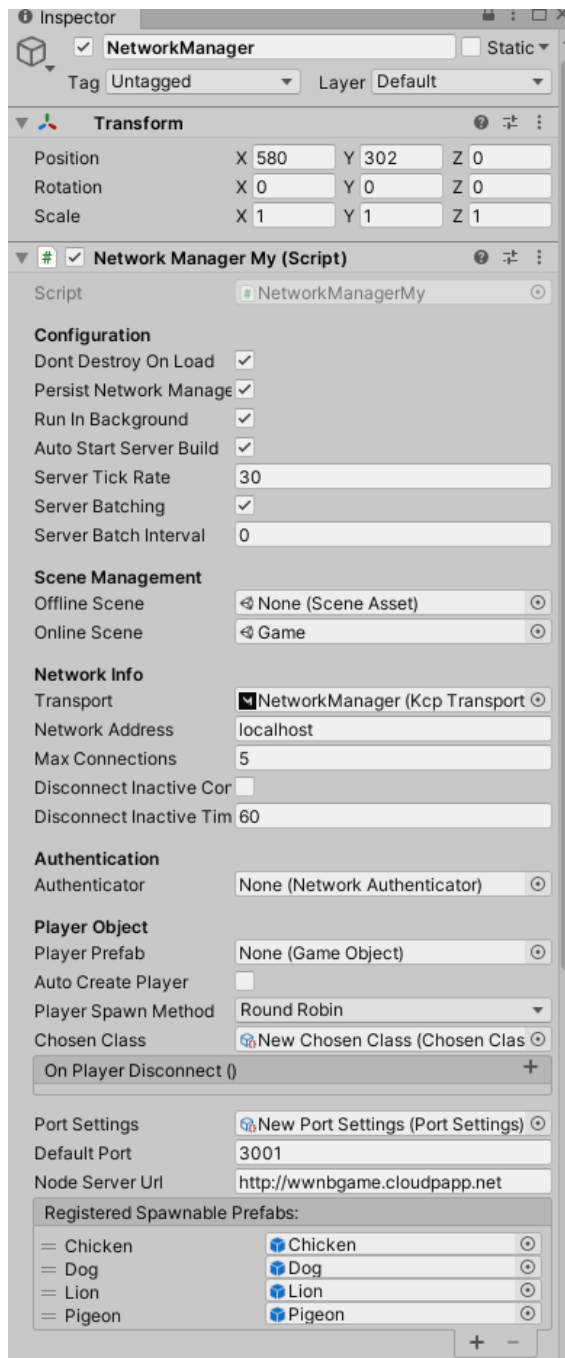 Inspector
NetworkManager Static
Tag Untagged Layer Default
Transform
Position X 580 Y 302 Z 0
Rotation X 0 Y 0 Z 0
Scale X 1 Y 1 Z 1
# Network Manager My (Script)
Script # NetworkManagerMy
Configuration
Dont Destroy On Load
Persist Network Manage
Run In Background
Auto Start Server Build
Server Tick Rate 30
Server Batching
Server Batch Interval 0
Scene Management
Offline Scene None (Scene Asset)
Online Scene Game
Network Info
Transport NetworkManager (Kcp Transport
Network Address localhost
Max Connections 5
Disconnect Inactive Cor
Disconnect Inactive Tim 60
Authentication
Authenticator None (Network Authenticator)
Player Object
Player Prefab None (Game Object)
Auto Create Player
Player Spawn Method Round Robin
Chosen Class New Chosen Class (Chosen Clas
On Player Disconnect ()
Port Settings New Port Settings (Port Settings)
Default Port 3001
Node Server Url http://wwnbgame.cloudpapp.net
Registered Spawnable Prefabs:
Chicken Chicken
Dog Dog
Lion Lion
Pigeon Pigeon